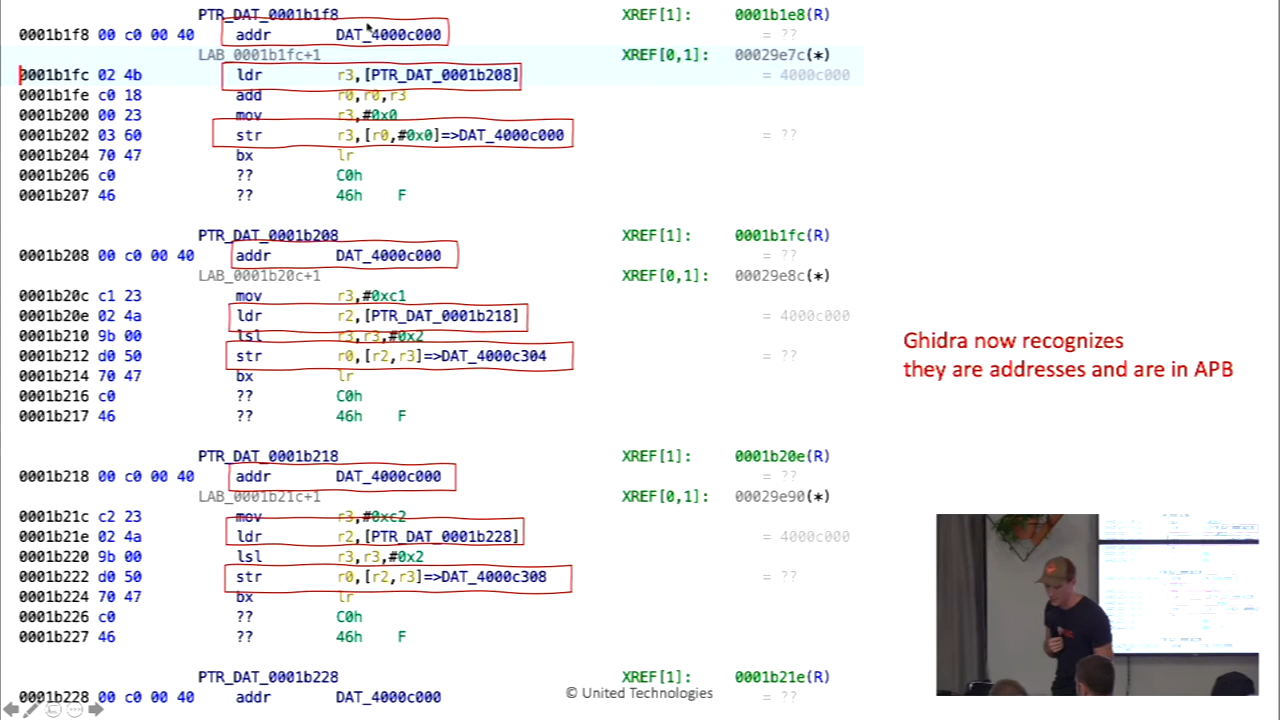 PTR_DAT_0001b1f8 XREF[1]: 0001b1e8(R)
0001b1f8 00 c0 00 40 addr DAT_4000c000 = ??
LAB_0001b1fc+1 XREF[0,1]: 00029e7c(*)
0001b1fc 02 4b ldr r3,[PTR_DAT_0001b208] = 4000c000
0001b1fe c0 18 add r0,r0,r3
0001b200 00 23 mov r3,#0x0
0001b202 03 60 str r3,[r0,#0x0]=>DAT_4000c000 = ??
0001b204 70 47 bx lr
0001b206 c0 ?? C0h
0001b207 46 ?? 46h F
PTR_DAT_0001b208 XREF[1]: 0001b1fc(R)
0001b208 00 c0 00 40 addr DAT_4000c000 = ??
LAB_0001b20c+1 XREF[0,1]: 00029e8c(*)
0001b20c c1 23 mov r3,#0xc1
0001b20e 02 4a ldr r2,[PTR_DAT_0001b218] = 4000c000
0001b210 9b 00 lsl r3,r3,#0x2
0001b212 d0 50 str r0,[r2,r3]=>DAT_4000c304 = ??
0001b214 70 47 bx lr
0001b216 c0 ?? C0h
0001b217 46 ?? 46h F
Ghidra now recognizes
they are addresses and are in APB
PTR_DAT_0001b218 XREF[1]: 0001b20e(R)
0001b218 00 c0 00 40 addr DAT_4000c000 = ??
LAB_0001b21c+1 XREF[0,1]: 00029e90(*)
0001b21c c2 23 mov r3,#0xc2
0001b21e 02 4a ldr r2,[PTR_DAT_0001b228] = 4000c000
0001b220 9b 00 lsl r3,r3,#0x2
0001b222 d0 50 str r0,[r2,r3]=>DAT_4000c308 = ??
0001b224 70 47 bx lr
0001b226 c0 ?? C0h
0001b227 46 ?? 46h F
PTR_DAT_0001b228 XREF[1]: 0001b21e(R)
0001b228 00 c0 00 40 addr DAT_4000c000
© United Technologies